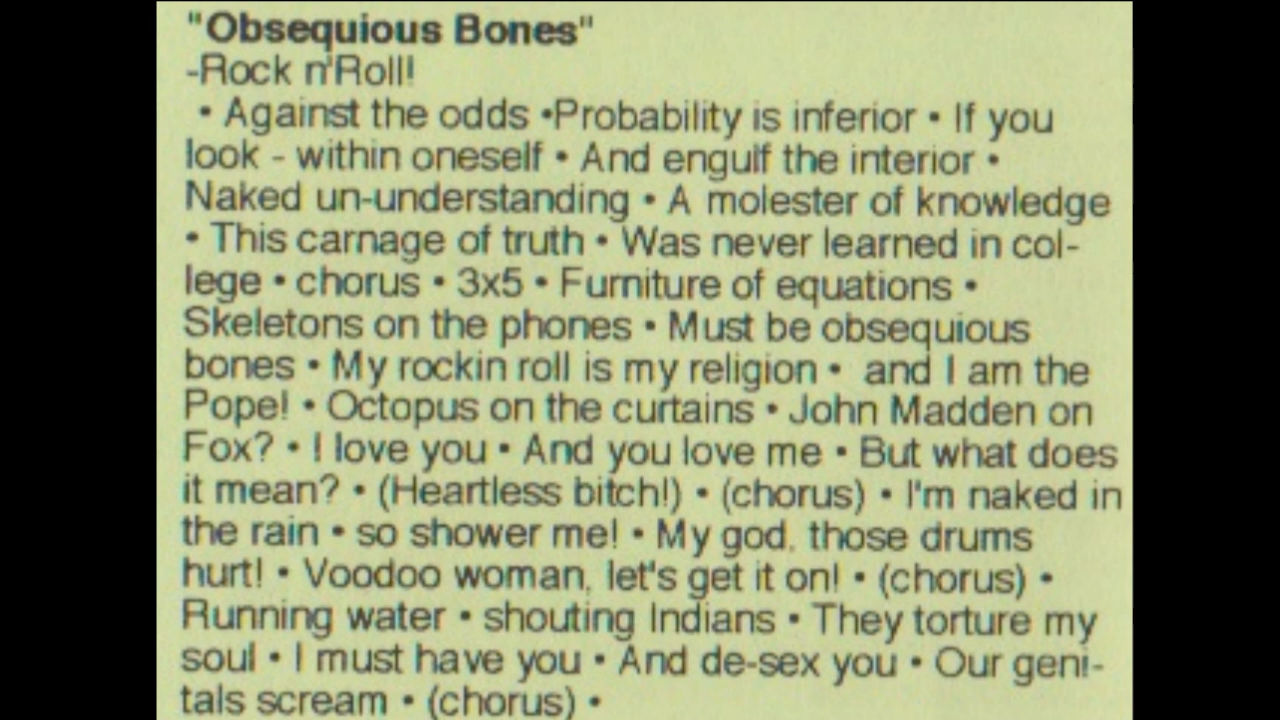 "Obsequious Bones"
-Rock n'Roll!
• Against the odds •Probability is inferior • If you
look - within oneself • And engulf the interior •
Naked un-understanding • A molester of knowledge
• This carnage of truth • Was never learned in col-
lege • chorus • 3x5 • Furniture of equations •
Skeletons on the phones • Must be obsequious
bones • My rockin roll is my religion • and I am the
Pope! • Octopus on the curtains • John Madden on
Fox? • I love you • And you love me • But what does
it mean? • (Heartless bitch!) • (chorus) • I'm naked in
the rain • so shower me! • My god, those drums
hurt! • Voodoo woman, let's get it on! • (chorus) •
Running water • shouting Indians • They torture my
soul • I must have you • And de-sex you • Our geni-
tals scream • (chorus) •